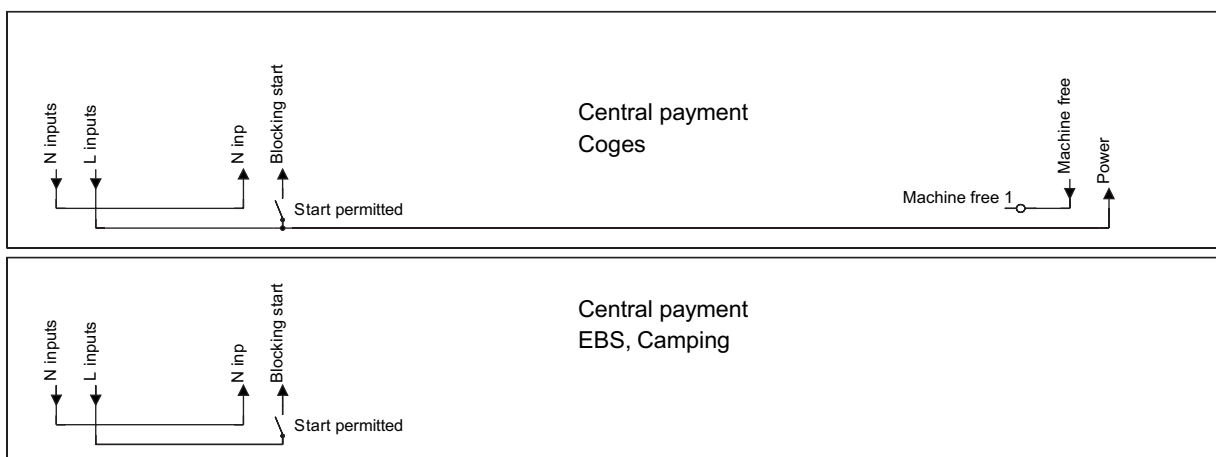 N inputs
L inputs
N inp
Blocking start
Start permitted
Central payment
Coges
Machine free 1
Machine free
Power
N inputs
L inputs
N inp
Blocking start
Start permitted
Central payment
EBS, Camping